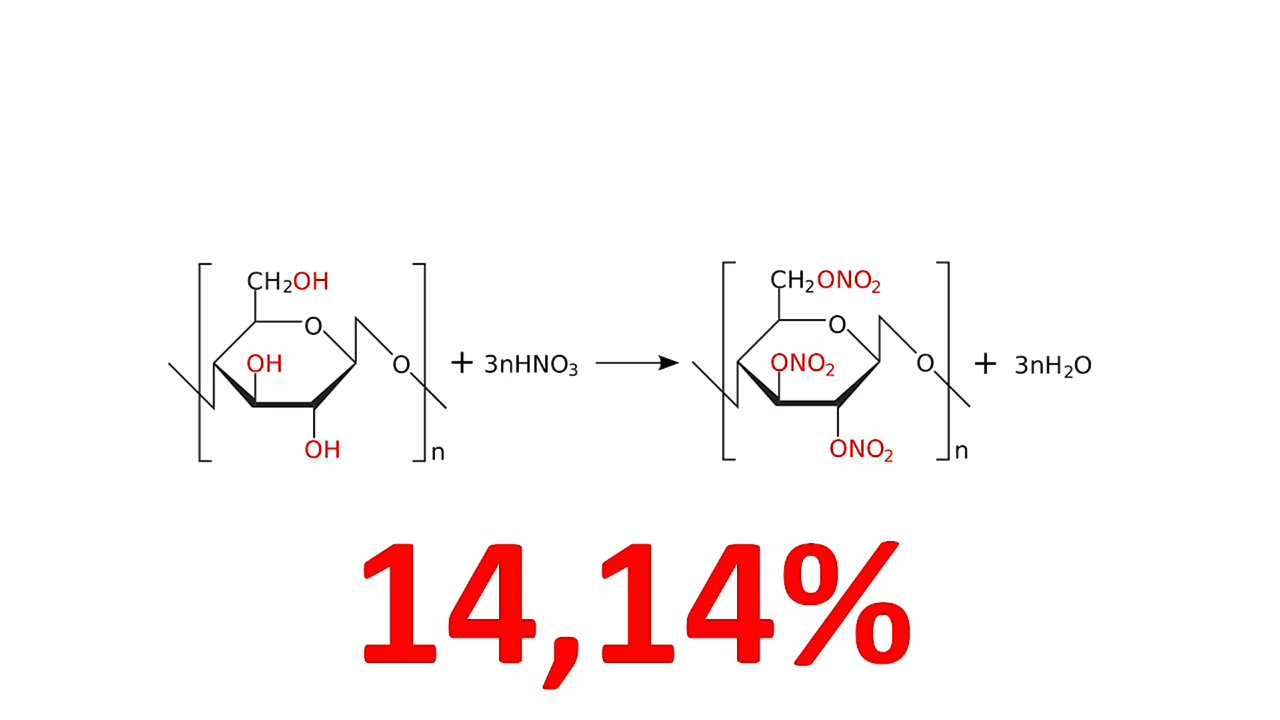 CH₂OH CH₂ONO₂
O O
OH O + 3nHNO₃ ONO₂ O + 3nH₂O
OH n ONO₂ n
14,14%